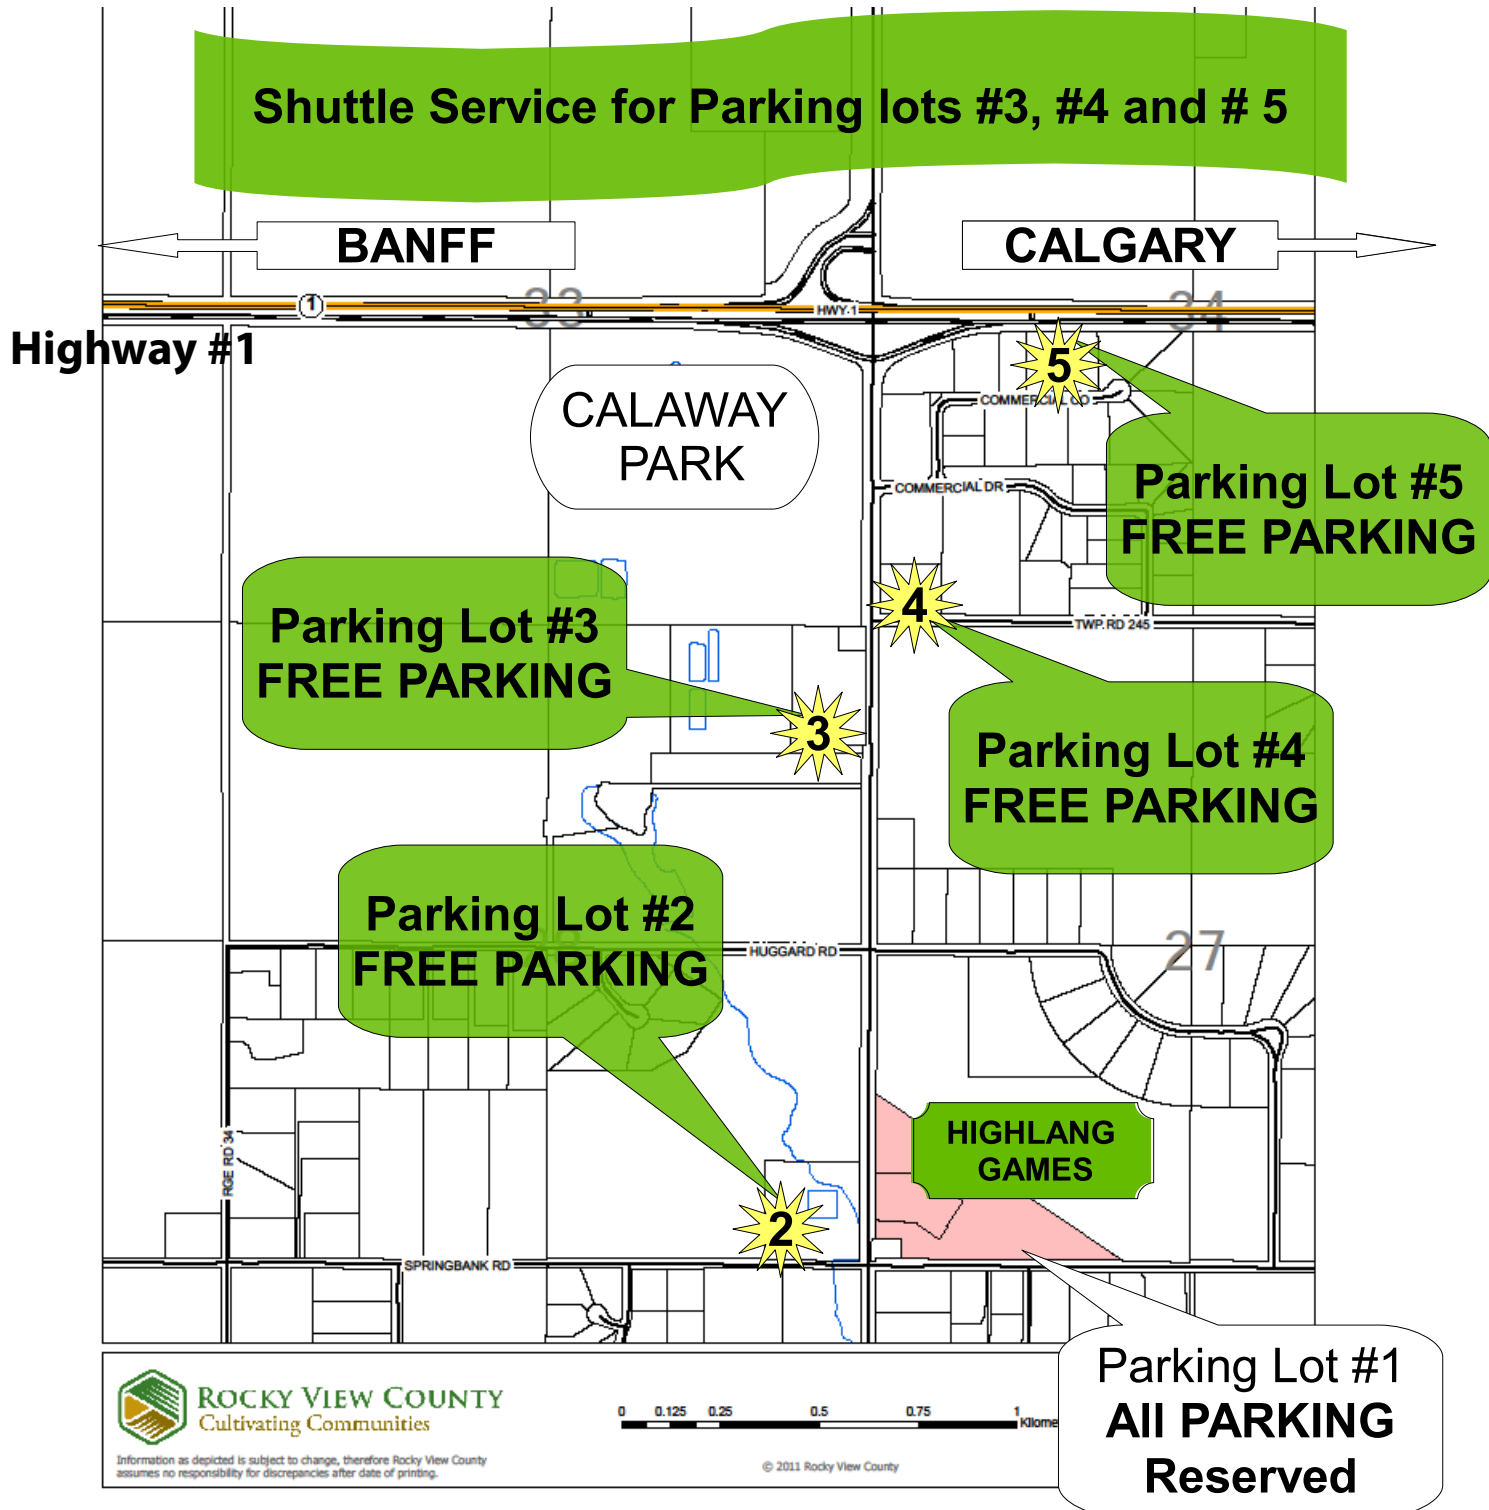 Shuttle Service for Parking lots #3, #4 and # 5
BANFF
CALGARY
1
33
HWY 1
34
Highway #1
5
CALAWAY
PARK
COMMERCIAL CO
Parking Lot #5
FREE PARKING
COMMERCIAL DR
4
TWP. RD 245
Parking Lot #3
FREE PARKING
3
Parking Lot #4
FREE PARKING
Parking Lot #2
FREE PARKING
HUGGARD RD
27
HIGHLANG
GAMES
RGE RD 34
2
SPRINGBANK RD
Parking Lot #1
All PARKING
Reserved
ROCKY VIEW COUNTY
Cultivating Communities
0 0.125 0.25 0.5 0.75 1
Information as depicted is subject to change, therefore Rocky View County
assumes no responsibility for discrepancies after date of printing.
© 2011 Rocky View County